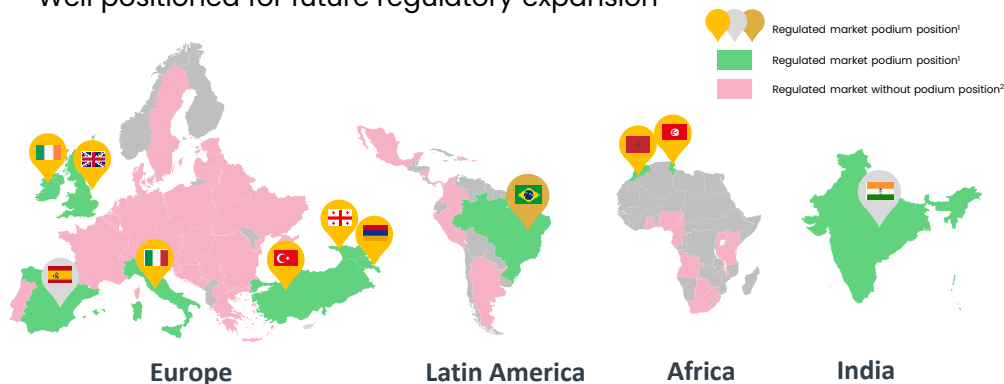 Well positioned for future regulatory expansion
Regulated market podium position¹
Regulated market podium position¹
Regulated market without podium position²
Europe
Latin America
Africa
India